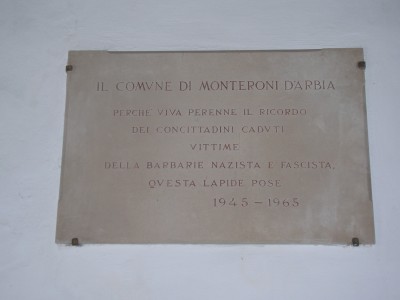 IL COMVNE DI MONTERONI D'ARBIA
PERCHE VIVA PERENNE IL RICORDO
DEI CONCITTADINI CADVTI
VITTIME
DELLA BARBARIE NAZISTA E FASCISTA,
QVESTA LAPIDE POSE
1945 - 1965